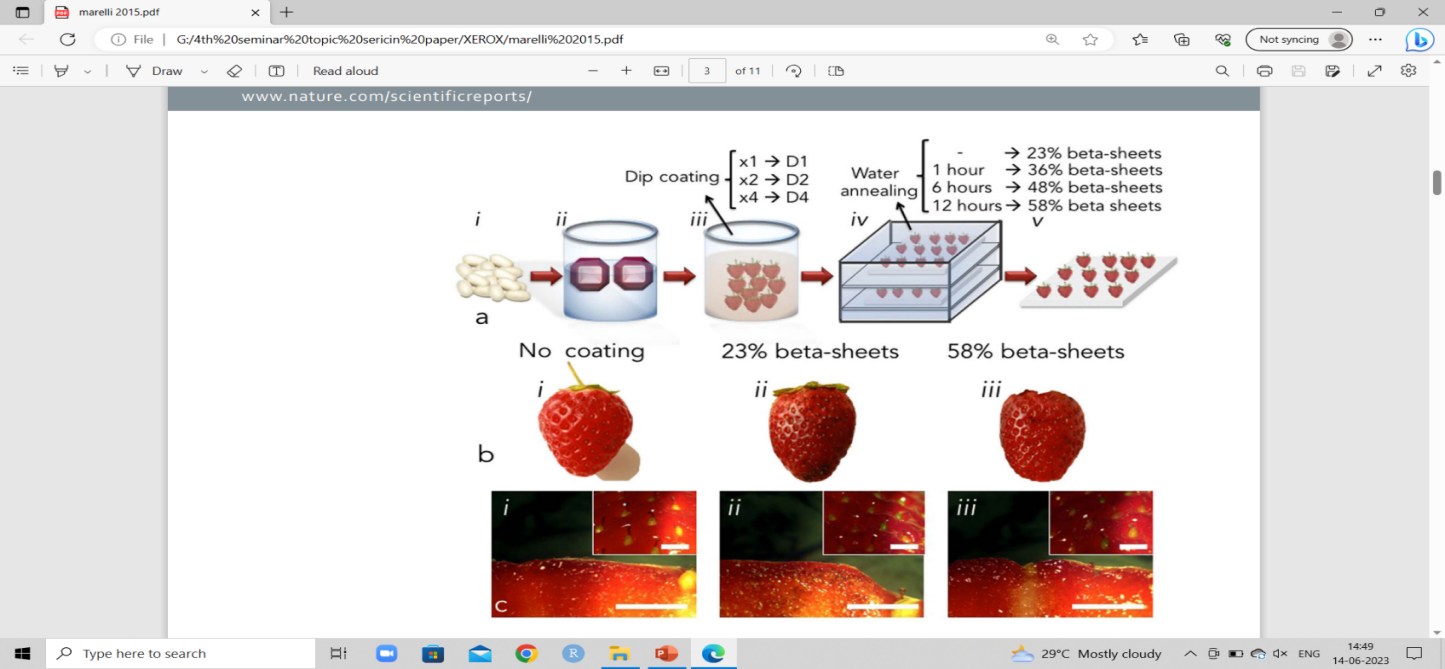 marelli 2015.pdf
File
G:/4th%20seminar%20topic%20sericin%20paper/XEROX/marelli%202015.pdf
Not syncing
Draw
Read aloud
3
of 11
www.nature.com/scientificreports/
Dip coating
x1 → D1
x2 → D2
x4 → D4
Water
annealing
- → 23% beta-sheets
1 hour → 36% beta-sheets
6 hours → 48% beta-sheets
12 hours → 58% beta sheets
i
ii
iii
iv
v
a
No coating
23% beta-sheets
58% beta-sheets
i
ii
iii
b
i
ii
iii
c
Type here to search
R
29°C Mostly cloudy
ENG
14:49
14-06-2023